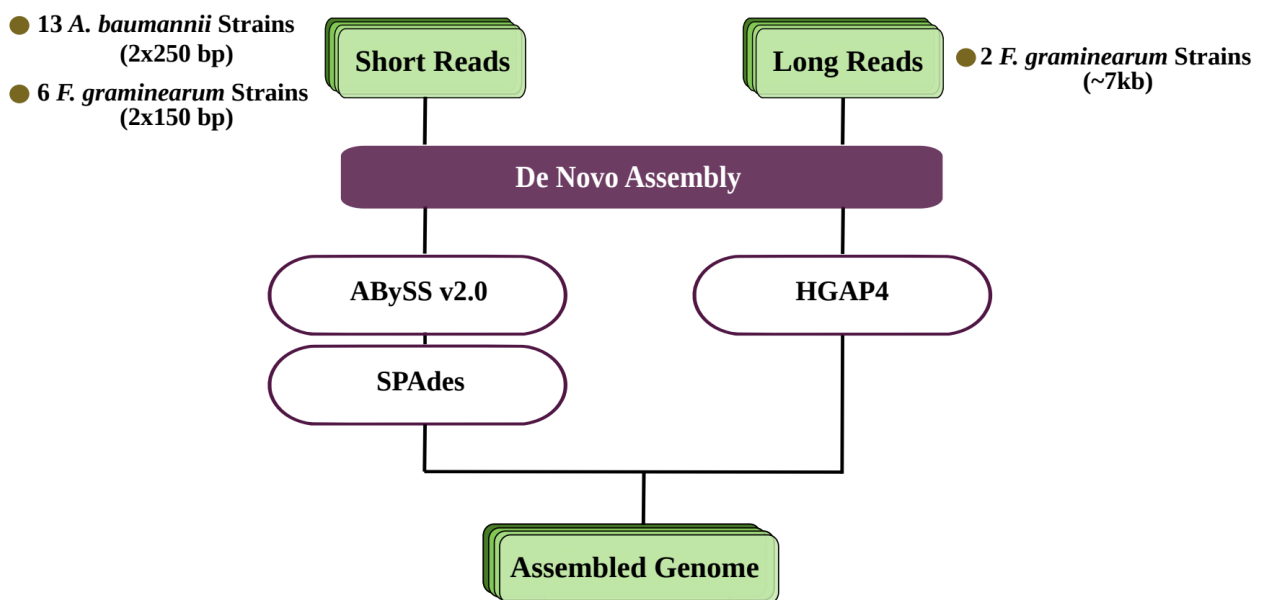 13 A. baumannii Strains
(2x250 bp)
6 F. graminearum Strains
(2x150 bp)
Short Reads
Long Reads
2 F. graminearum Strains
(~7kb)
De Novo Assembly
ABySS v2.0
HGAP4
SPAdes
Assembled Genome